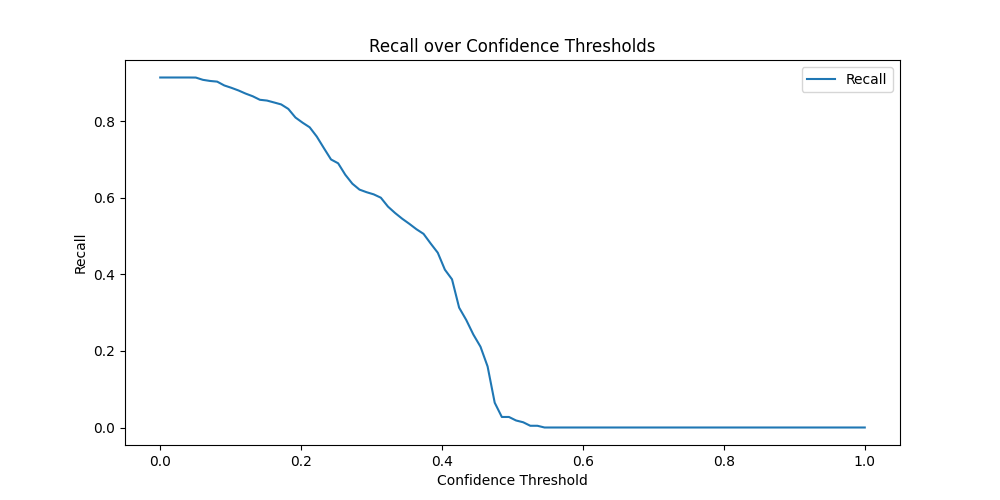 Recall over Confidence Thresholds
Recall
0.8
0.6
0.4
0.2
0.0
Recall
0.0 0.2 0.4 0.6 0.8 1.0
Confidence Threshold